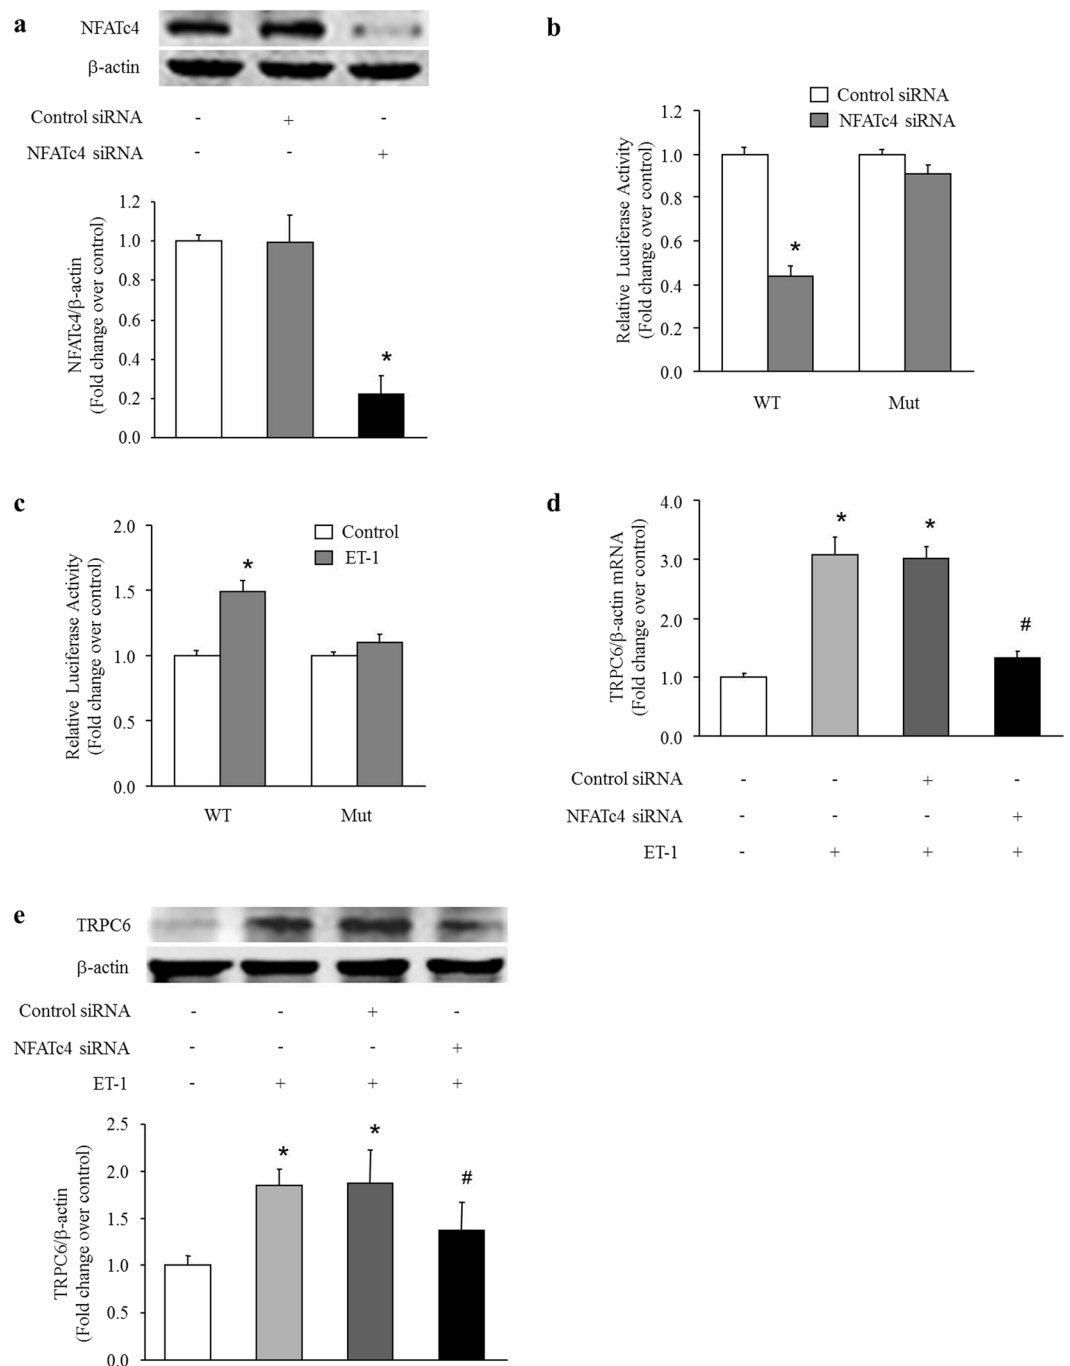 a
NFATc4
β-actin
Control siRNA - + -
NFATc4 siRNA - - +
NFATc4/β-actin
(Fold change over control)
1.2
1.0
0.8
0.6
0.4
0.2
0.0
*
b
Control siRNA
NFATc4 siRNA
Relative Luciferase Activity
(Fold change over control)
1.2
1.0
0.8
0.6
0.4
0.2
0.0
*
WT Mut
c
Control
ET-1
Relative Luciferase Activity
(Fold change over control)
2.0
1.5
1.0
0.5
0.0
*
WT Mut
d
TRPC6/β-actin mRNA
(Fold change over control)
4.0
3.0
2.0
1.0
0.0
* * #
Control siRNA - - + -
NFATc4 siRNA - - - +
ET-1 - + + +
e
TRPC6
β-actin
Control siRNA - - + -
NFATc4 siRNA - - - +
ET-1 - + + +
TRPC6/β-actin
(Fold change over control)
2.5
2.0
1.5
1.0
0.5
0.0
* * #